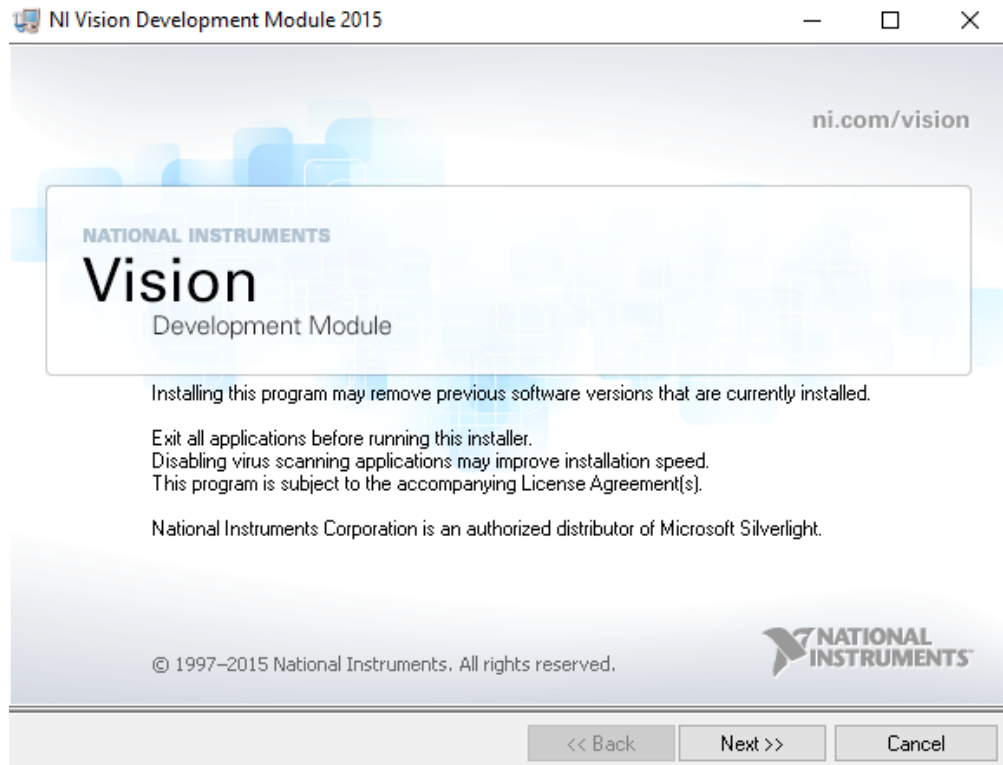 NI Vision Development Module 2015
ni.com/vision
NATIONAL INSTRUMENTS
Vision
Development Module
Installing this program may remove previous software versions that are currently installed.
Exit all applications before running this installer.
Disabling virus scanning applications may improve installation speed.
This program is subject to the accompanying License Agreement(s).
National Instruments Corporation is an authorized distributor of Microsoft Silverlight.
© 1997–2015 National Instruments. All rights reserved.
NATIONAL
INSTRUMENTS™
<< Back Next >> Cancel